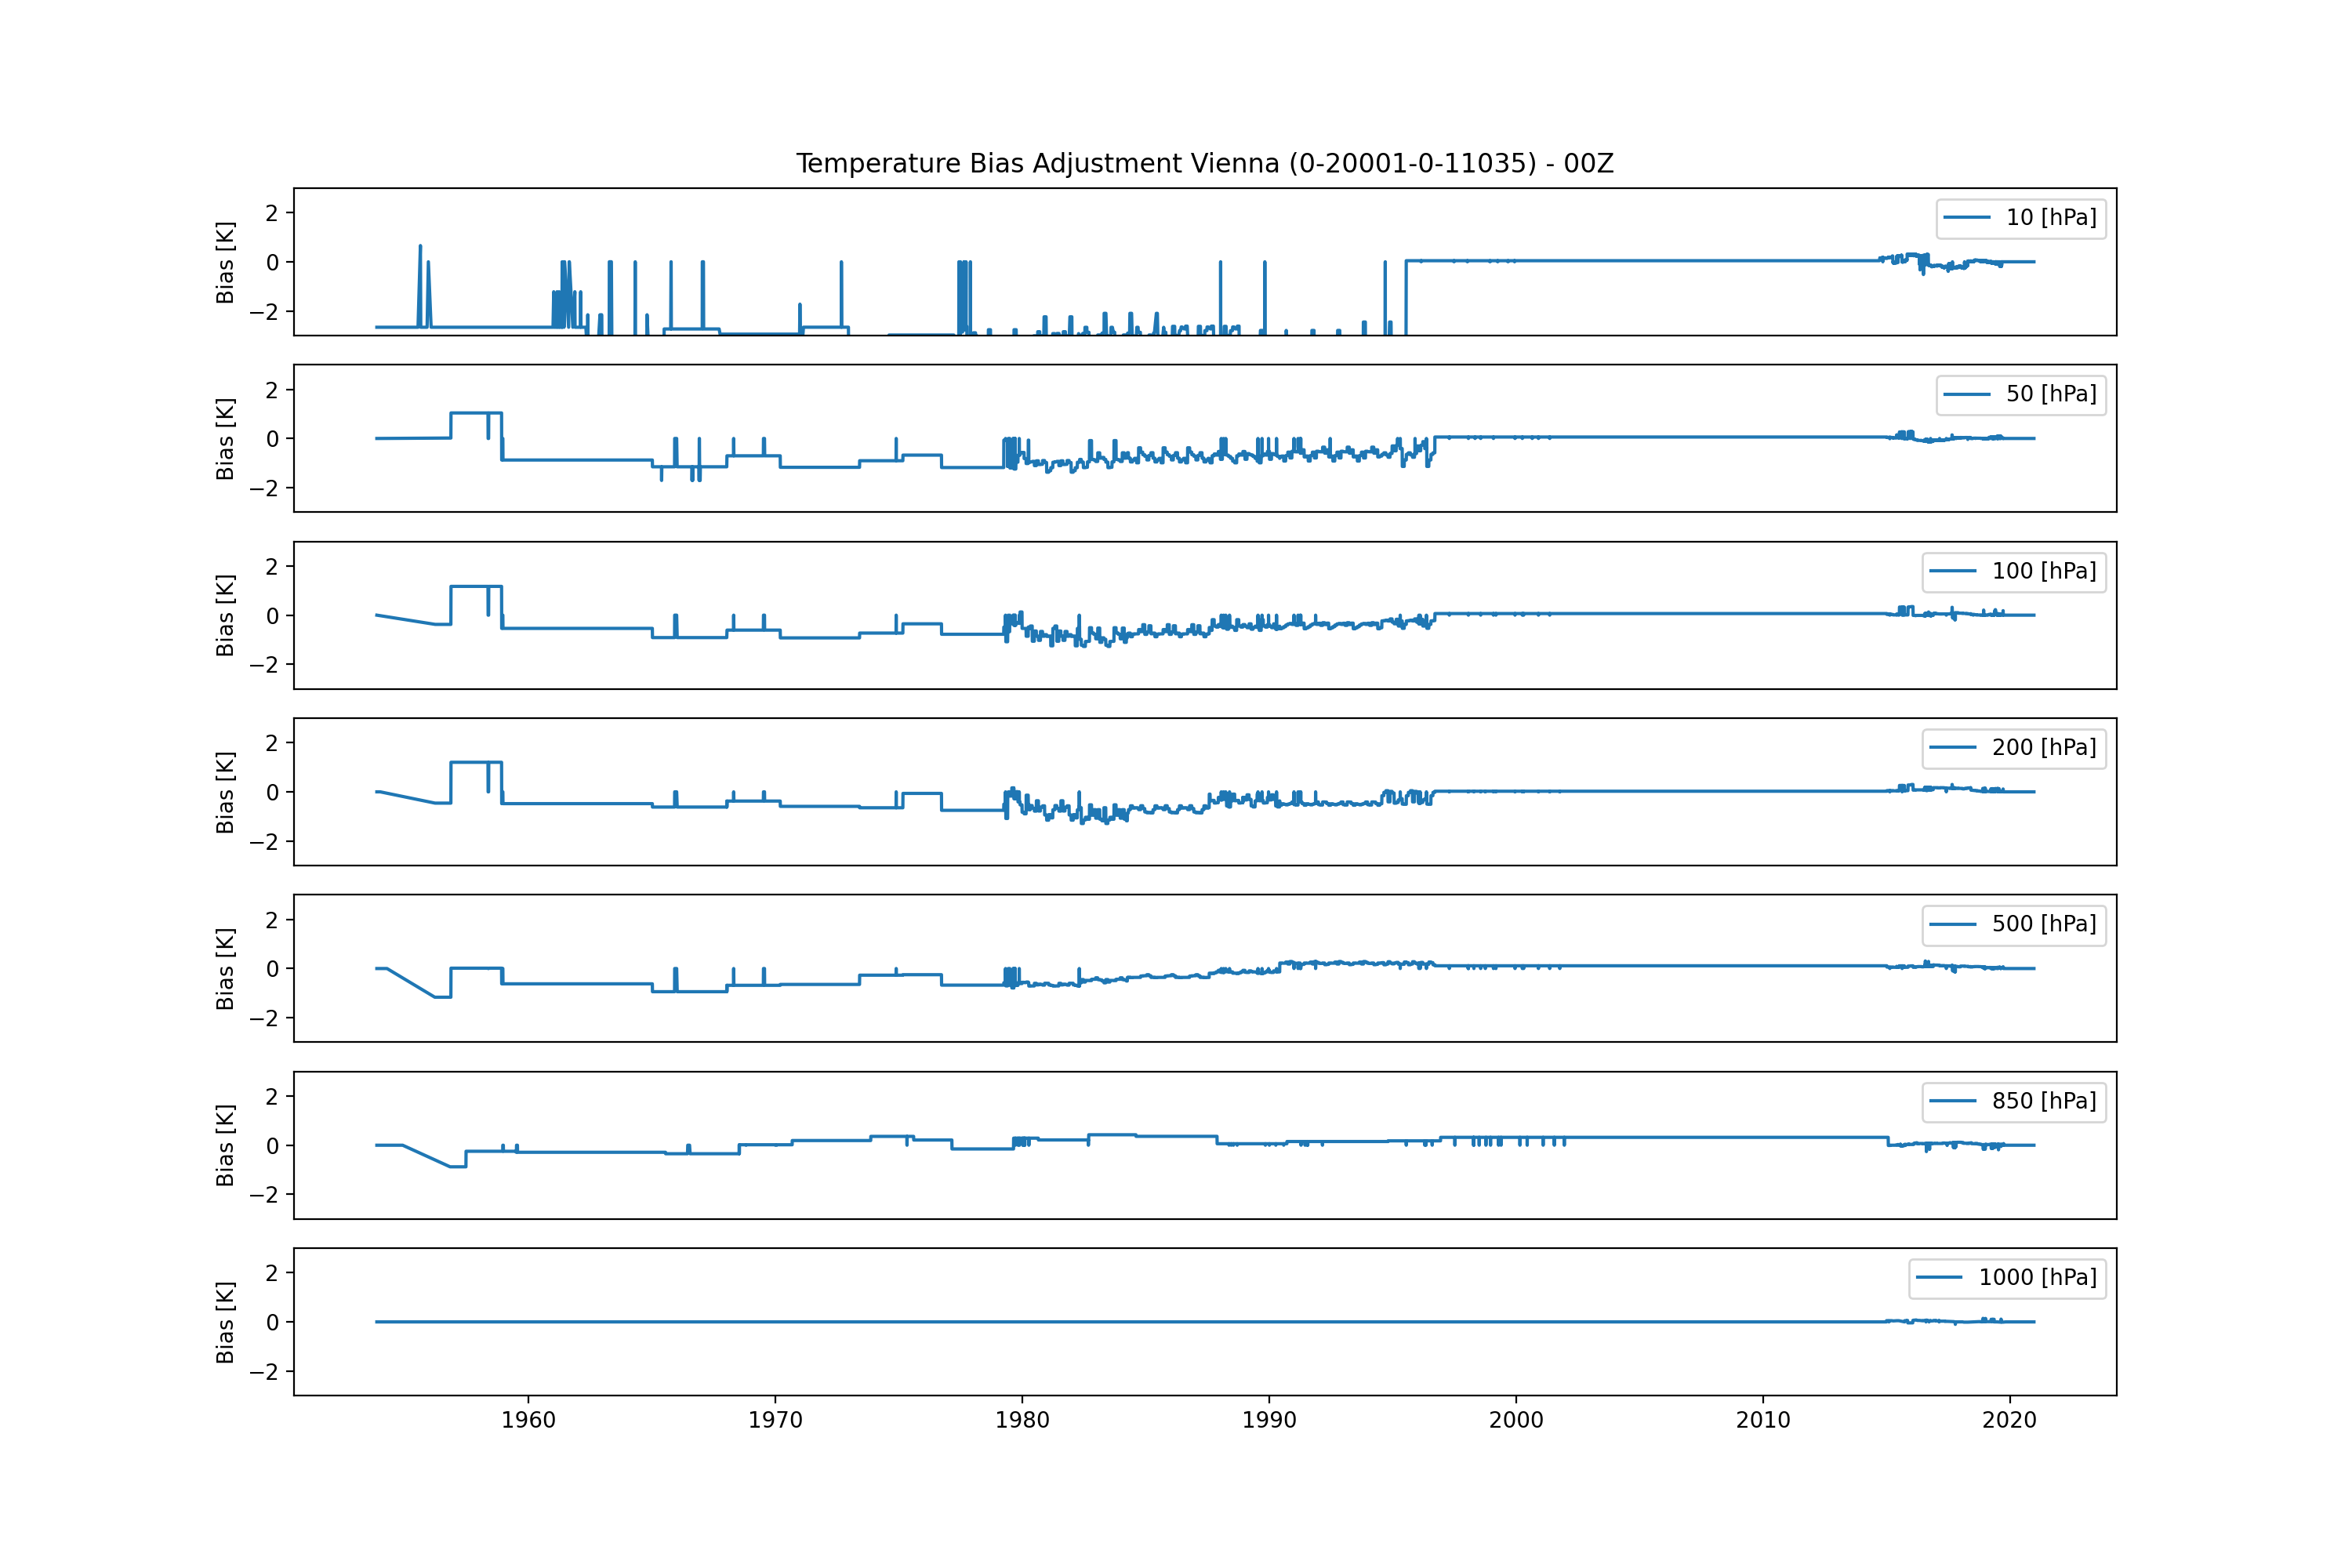 Temperature Bias Adjustment Vienna (0-20001-0-11035) - 00Z
Bias [K]
2
0
−2
10 [hPa]
Bias [K]
2
0
−2
50 [hPa]
Bias [K]
2
0
−2
100 [hPa]
Bias [K]
2
0
−2
200 [hPa]
Bias [K]
2
0
−2
500 [hPa]
Bias [K]
2
0
−2
850 [hPa]
Bias [K]
2
0
−2
1000 [hPa]
1960 1970 1980 1990 2000 2010 2020